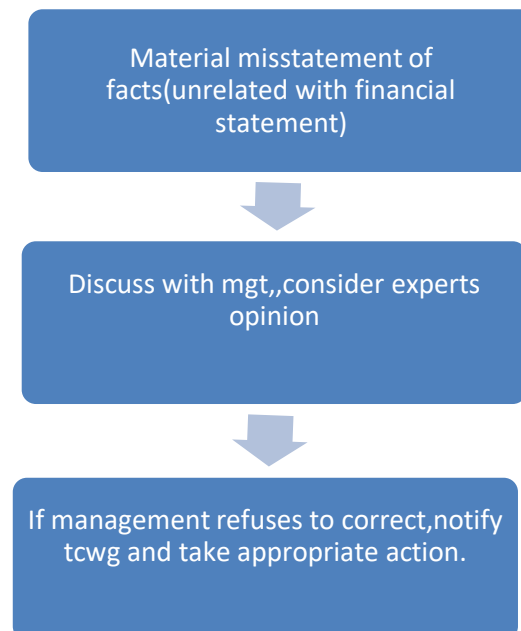 Material misstatement of
facts(unrelated with financial
statement)
Discuss with mgt,,consider experts
opinion
If management refuses to correct,notify
tcwg and take appropriate action.